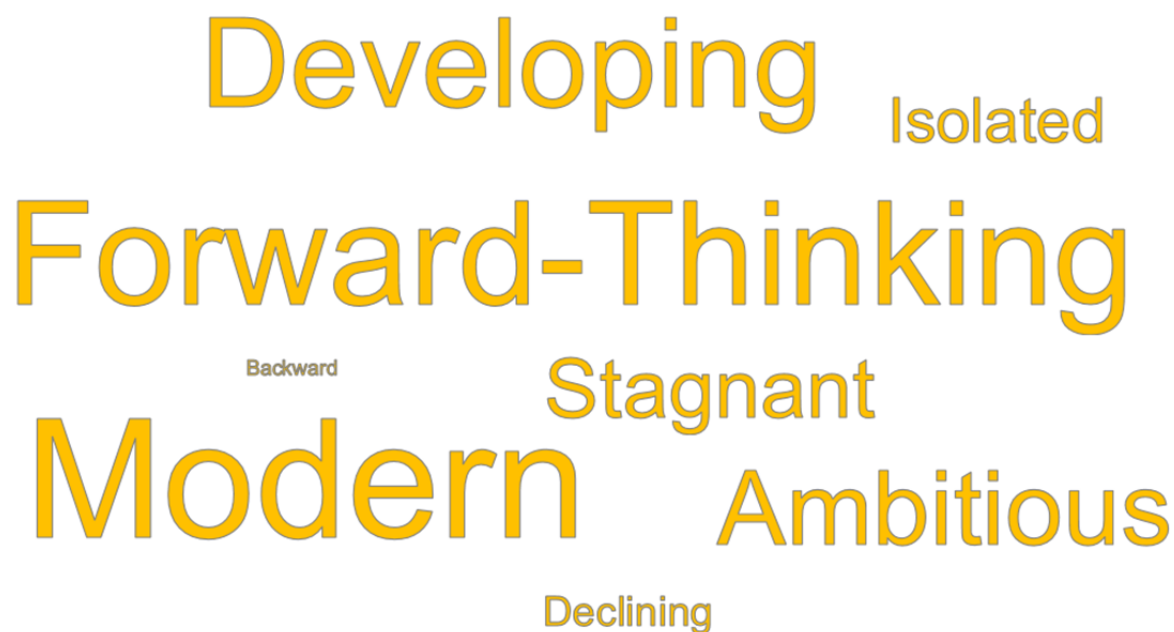 Developing
Isolated
Forward-Thinking
Backward
Stagnant
Modern
Ambitious
Declining